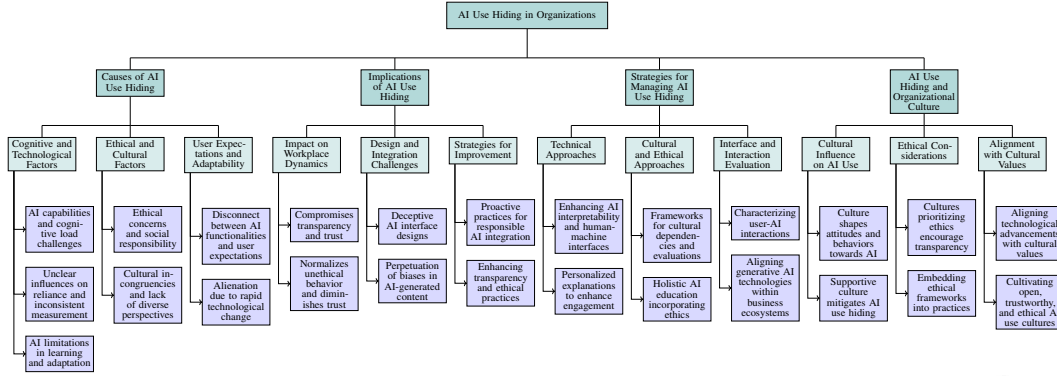 AI Use Hiding in Organizations
Causes of AI
Use Hiding
Implications
of AI Use
Hiding
Strategies for
Managing AI
Use Hiding
AI Use
Hiding and
Organizational
Culture
Cognitive and
Technological
Factors
Ethical and
Cultural
Factors
User Expec-
tations and
Adaptability
Impact on
Workplace
Dynamics
Design and
Integration
Challenges
Strategies for
Improvement
Technical
Approaches
Cultural
and Ethical
Approaches
Interface and
Interaction
Evaluation
Cultural
Influence
on AI Use
Ethical Con-
siderations
Alignment
with Cultural
Values
AI capabilities
and cogni-
tive load
challenges
Unclear
influences on
reliance and
inconsistent
measurement
AI limitations
in learning
and adaptation
Ethical
concerns
and social
responsibility
Cultural in-
congruencies
and lack
of diverse
perspectives
Disconnect
between AI
functionalities
and user
expectations
Alienation
due to rapid
technological
change
Compromises
transparency
and trust
Normalizes
unethical
behavior
and dimin-
ishes trust
Deceptive
AI interface
designs
Perpetuation
of biases in
AI-generated
content
Proactive
practices for
responsible
AI integration
Enhancing
transparency
and ethical
practices
Enhancing AI
interpretability
and human-
machine
interfaces
Personalized
explanations
to enhance
engagement
Frameworks
for cultural
dependen-
cies and
evaluations
Holistic AI
education
incorporating
ethics
Characterizing
user-AI
interactions
Aligning
generative AI
technologies
within
business
ecosystems
Culture
shapes
attitudes and
behaviors
towards AI
Supportive
culture
mitigates AI
use hiding
Cultures
prioritizing
ethics
encourage
transparency
Embedding
ethical
frameworks
into practices
Aligning
technological
advancements
with cultural
values
Cultivating
open,
trustworthy,
and ethical AI
use cultures